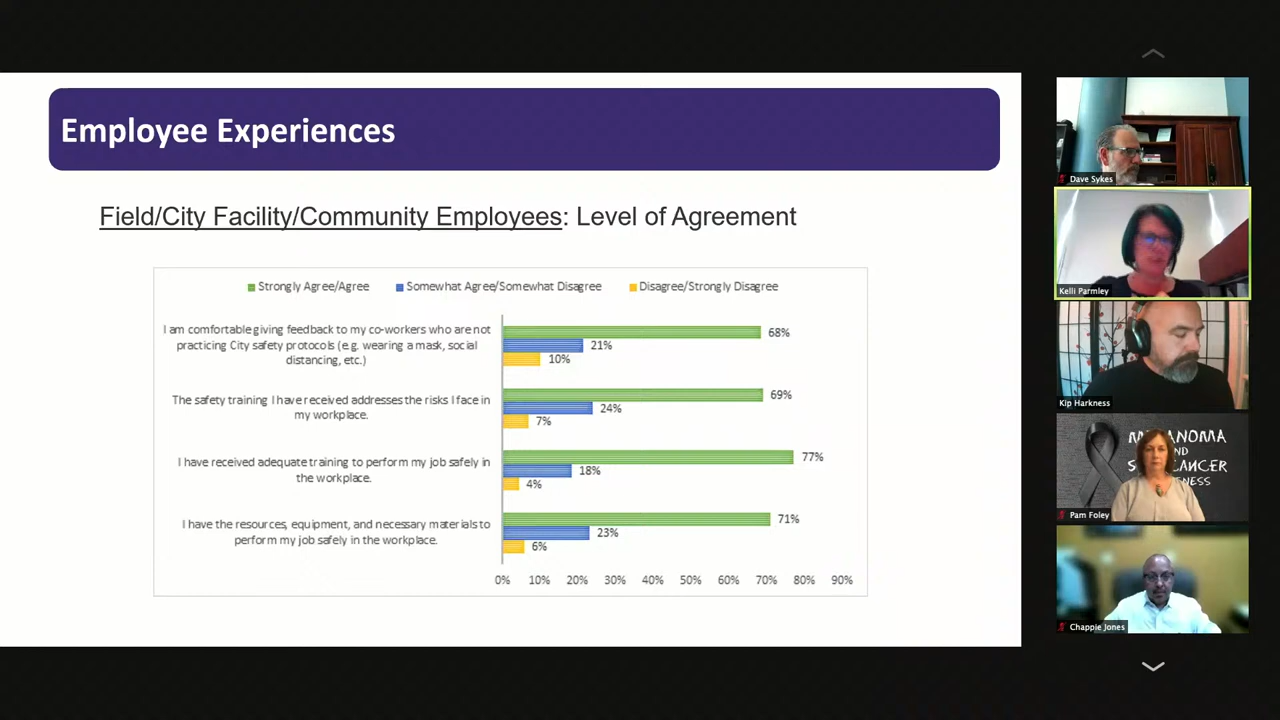 Employee Experiences
Field/City Facility/Community Employees: Level of Agreement
Strongly Agree/Agree
Somewhat Agree/Somewhat Disagree
Disagree/Strongly Disagree
I am comfortable giving feedback to my co-workers who are not
practicing City safety protocols (e.g. wearing a mask, social
distancing, etc.)
68%
21%
10%
The safety training I have received addresses the risks I face in
my workplace.
69%
24%
7%
I have received adequate training to perform my job safely in
the workplace.
77%
18%
4%
I have the resources, equipment, and necessary materials to
perform my job safely in the workplace.
71%
23%
6%
0% 10% 20% 30% 40% 50% 60% 70% 80% 90%
Dave Sykes
Kelli Parmley
Kip Harkness
Pam Foley
Chappie Jones